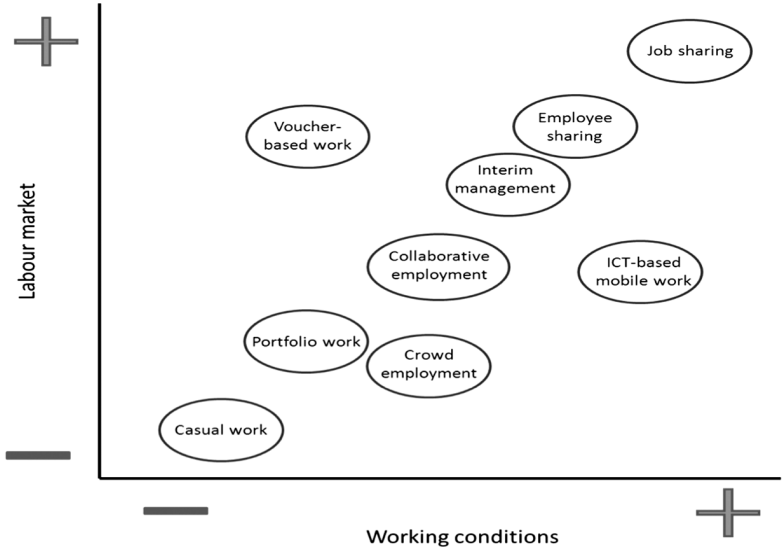 Job sharing
Employee
sharing
Voucher-
based work
Interim
management
Collaborative
employment
ICT-based
mobile work
Portfolio work
Crowd
employment
Casual work
Labour market
Working conditions